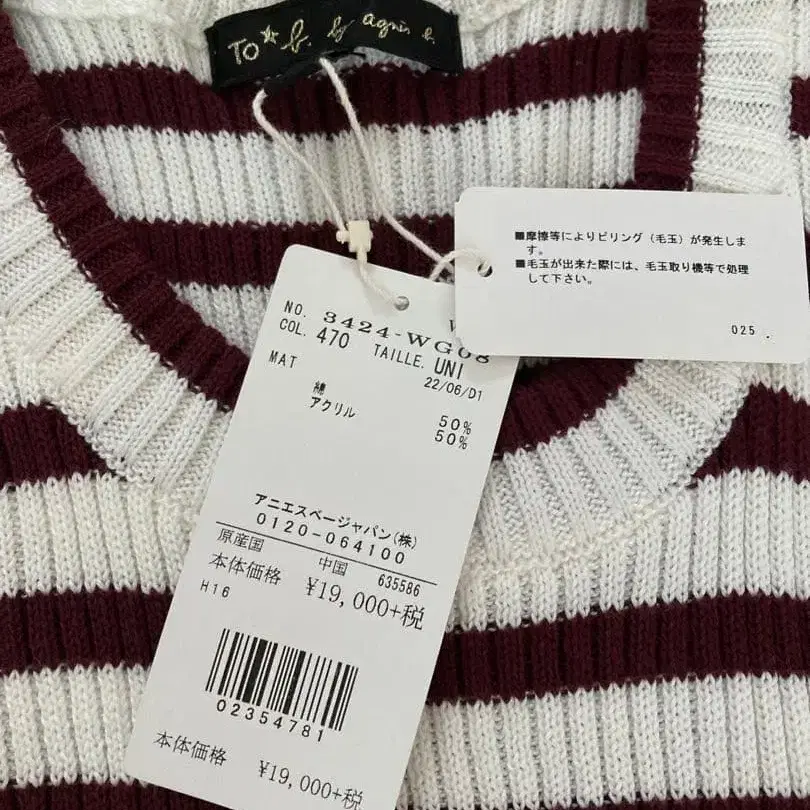 TO★b. by agnès b.
■摩擦等によりピリング(毛玉)が発生しま
す。
■毛玉が出来た際には、毛玉取り機等で処理
して下さい。
025 .
NO. 3424-WG08
COL. 470 TAILLE. UNI
22/06/D1
MAT
綿 50%
アクリル 50%
アニエスベージャパン(株)
0120-064100
原産国 中国 635586
本体価格 ¥19,000+税
H16
02354781
本体価格 ¥19,000+税